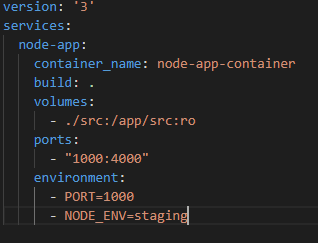 version: '3'
services:
  node-app:
    container_name: node-app-container
    build: .
    volumes:
      - ./src:/app/src:ro
    ports:
      - "1000:4000"
    environment:
      - PORT=1000
      - NODE_ENV=staging